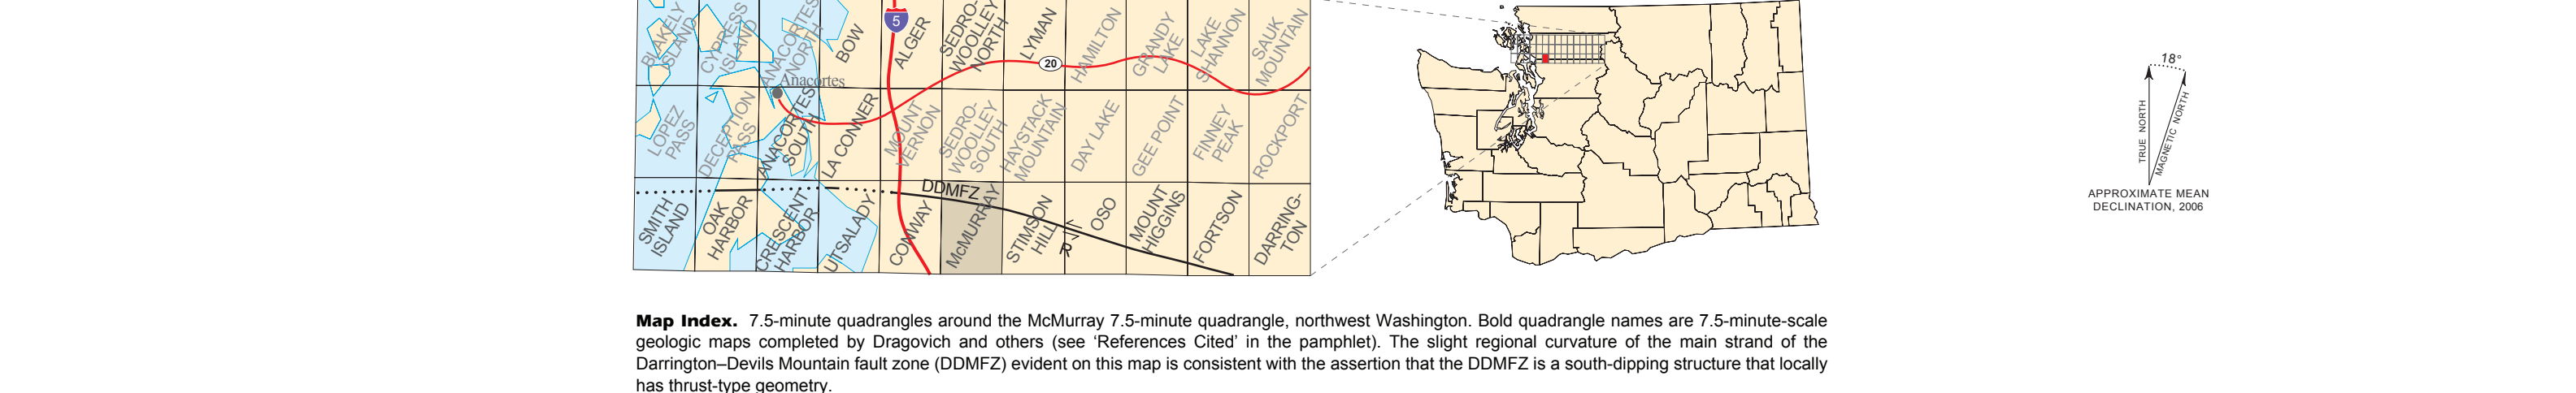 BLAKELY
ISLAND
CYPRESS
ISLAND
ANACORTES
NORTH
BOW
5
ALGER
SEDRO-
WOOLLEY
NORTH
LYMAN
20
HAMILTON
GRANDY
LAKE
LAKE
SHANNON
SAUK
MOUNTAIN
Anacortes
LOPEZ
PASS
DECEPTION
PASS
ANACORTES
SOUTH
LA CONNER
MOUNT
VERNON
SEDRO-
WOOLLEY
SOUTH
HAYSTACK
MOUNTAIN
DAY LAKE
GEE POINT
FINNEY
PEAK
ROCKPORT
DDMFZ
SMITH
ISLAND
OAK
HARBOR
CRESCENT
HARBOR
UTSALADY
CONWAY
McMURRAY
STIMSON
HILL
R
OSO
MOUNT
HIGGINS
FORTSON
DARRING-
TON
18°
TRUE NORTH
MAGNETIC NORTH
APPROXIMATE MEAN
DECLINATION, 2006
Map Index. 7.5-minute quadrangles around the McMurray 7.5-minute quadrangle, northwest Washington. Bold quadrangle names are 7.5-minute-scale
geologic maps completed by Dragovich and others (see ‘References Cited’ in the pamphlet). The slight regional curvature of the main strand of the
Darrington–Devils Mountain fault zone (DDMFZ) evident on this map is consistent with the assertion that the DDMFZ is a south-dipping structure that locally
has thrust-type geometry.